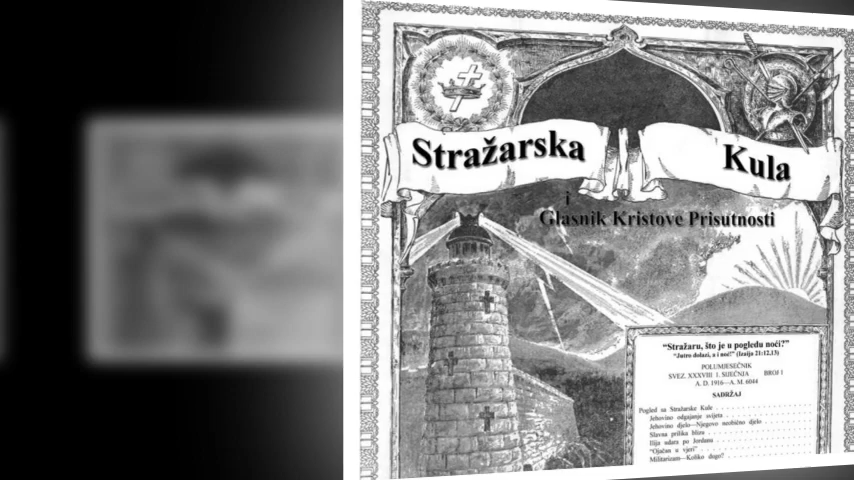 Stražarska Kula
i
Glasnik Kristove Prisutnosti
“Stražaru, što je u pogledu noći?”
“Jutro dolazi, a i noć!” (Izaija 21:12,13)
POLUMJESEČNIK
SVEZ. XXXVIII 1. SIJEČNJA BROJ 1
A. D. 1916—A. M. 6044
SADRŽAJ
Pogled sa Stražarske Kule
Jehovino odgajanje svijeta
Jehovino djelo—Njegovo neobično djelo
Slavna prilika blizu
Ilija udara po Jordanu
“Ojačan u vjeri”
Militarizam—Koliko dugo?